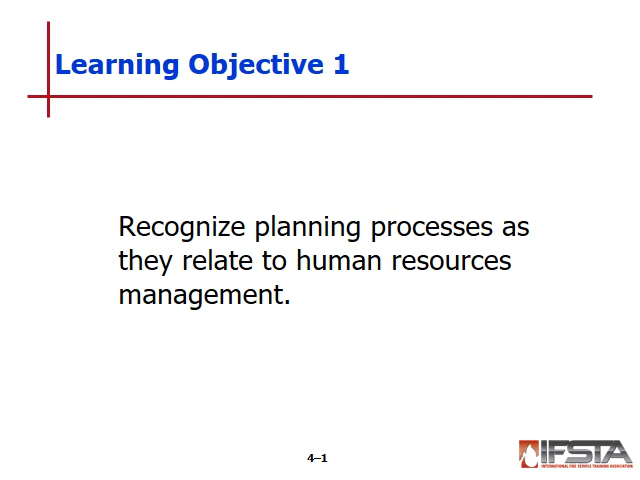 Learning Objective 1
Recognize planning processes as
they relate to human resources
management.
4–1
IFSTA
INTERNATIONAL FIRE SERVICE TRAINING ASSOCIATION